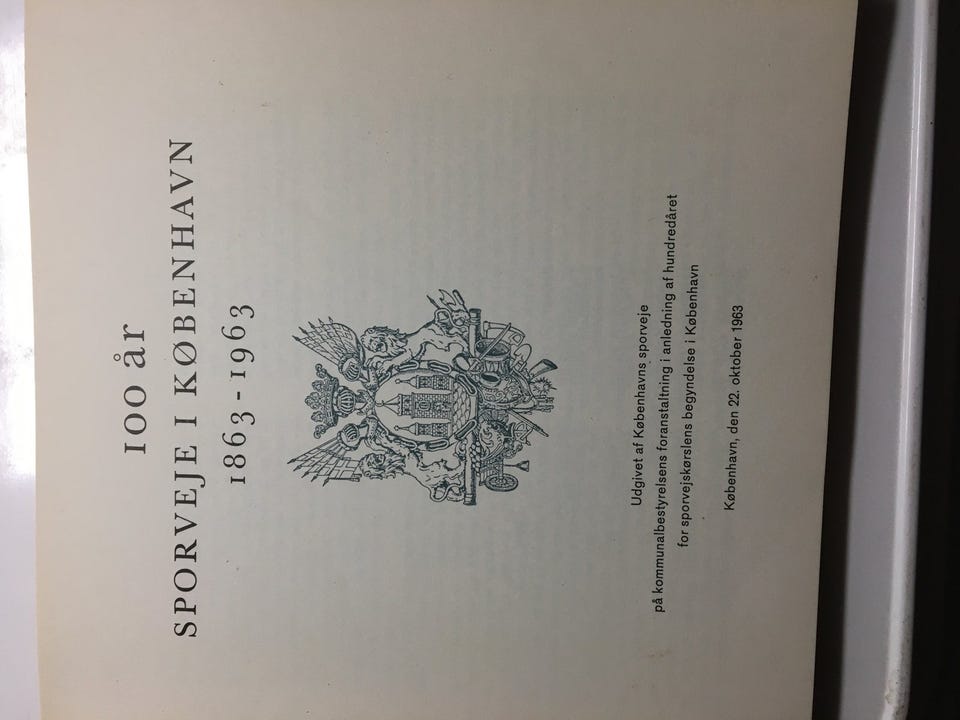 100 år
SPORVEJE I KØBENHAVN
1863-1963
Udgivet af Københavns sporveje
på kommunalbestyrelsens foranstaltning i anledning af hundredåret
for sporvejskørslens begyndelse i København
København, den 22. oktober 1963